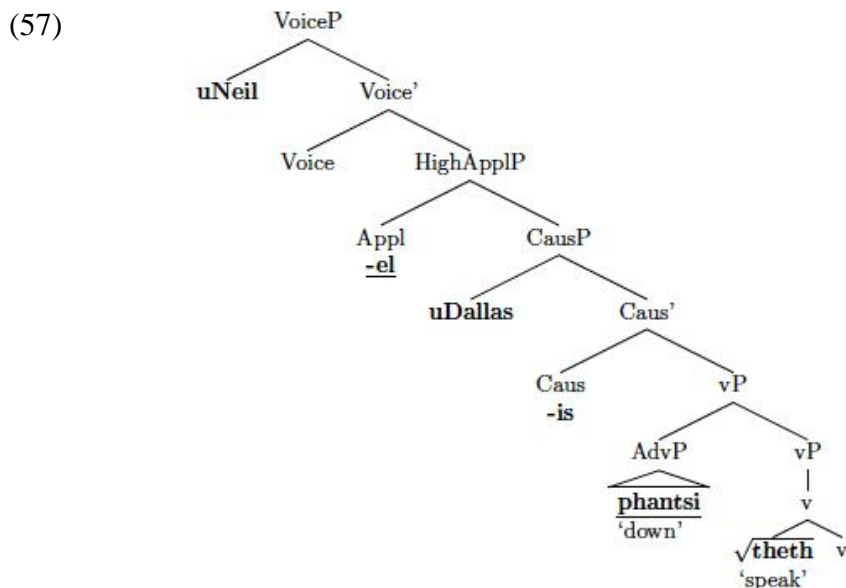 (57)
VoiceP
uNeil Voice’
Voice HighApplP
Appl CausP
-el
uDallas Caus’
Caus vP
-is
AdvP vP
phantsi v
‘down’
√theth v
‘speak’